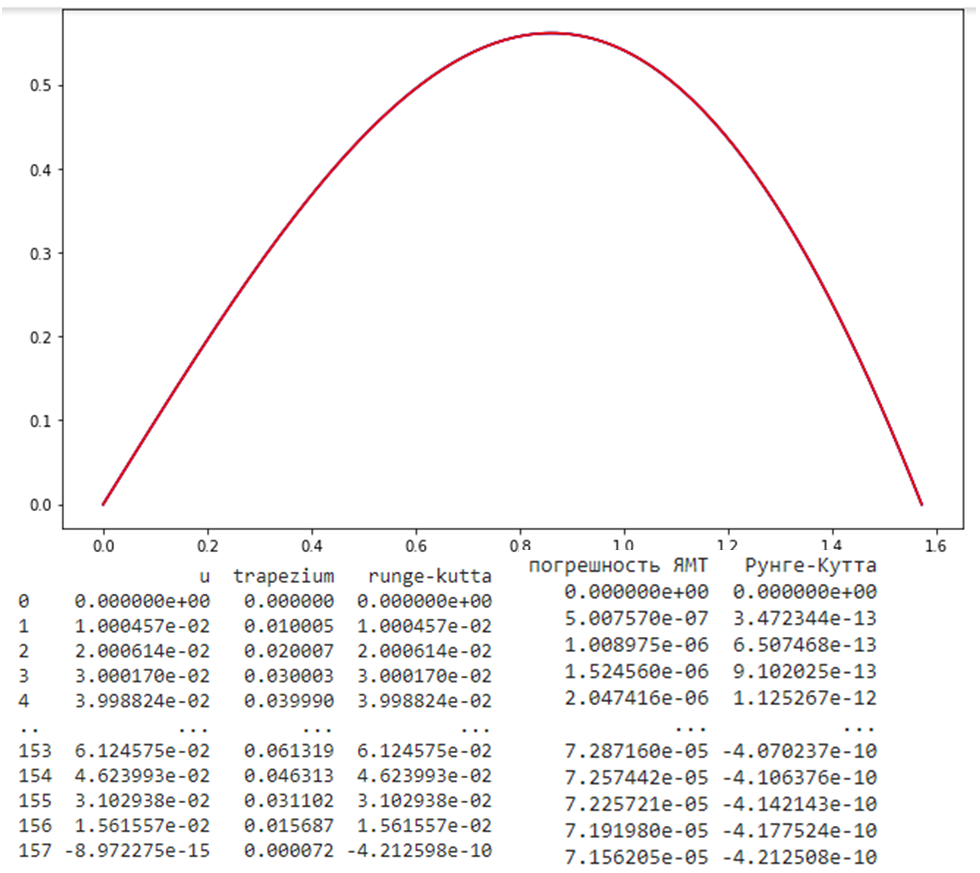 0.5
0.4
0.3
0.2
0.1
0.0
0.0 0.2 0.4 0.6 0.8 1.0 1.2 1.4 1.6
u trapezium runge-kutta
0 0.000000e+00 0.000000 0.000000e+00
1 1.000457e-02 0.010005 1.000457e-02
2 2.000614e-02 0.020007 2.000614e-02
3 3.000170e-02 0.030003 3.000170e-02
4 3.998824e-02 0.039990 3.998824e-02
.. ... ... ...
153 6.124575e-02 0.061319 6.124575e-02
154 4.623993e-02 0.046313 4.623993e-02
155 3.102938e-02 0.031102 3.102938e-02
156 1.561557e-02 0.015687 1.561557e-02
157 -8.972275e-15 0.000072 -4.212598e-10
погрешность ЯМТ Рунге-Кутта
0.000000e+00 0.000000e+00
5.007570e-07 3.472344e-13
1.008975e-06 6.507468e-13
1.524560e-06 9.102025e-13
2.047416e-06 1.125267e-12
... ...
7.287160e-05 -4.070237e-10
7.257442e-05 -4.106376e-10
7.225721e-05 -4.142143e-10
7.191980e-05 -4.177524e-10
7.156205e-05 -4.212508e-10